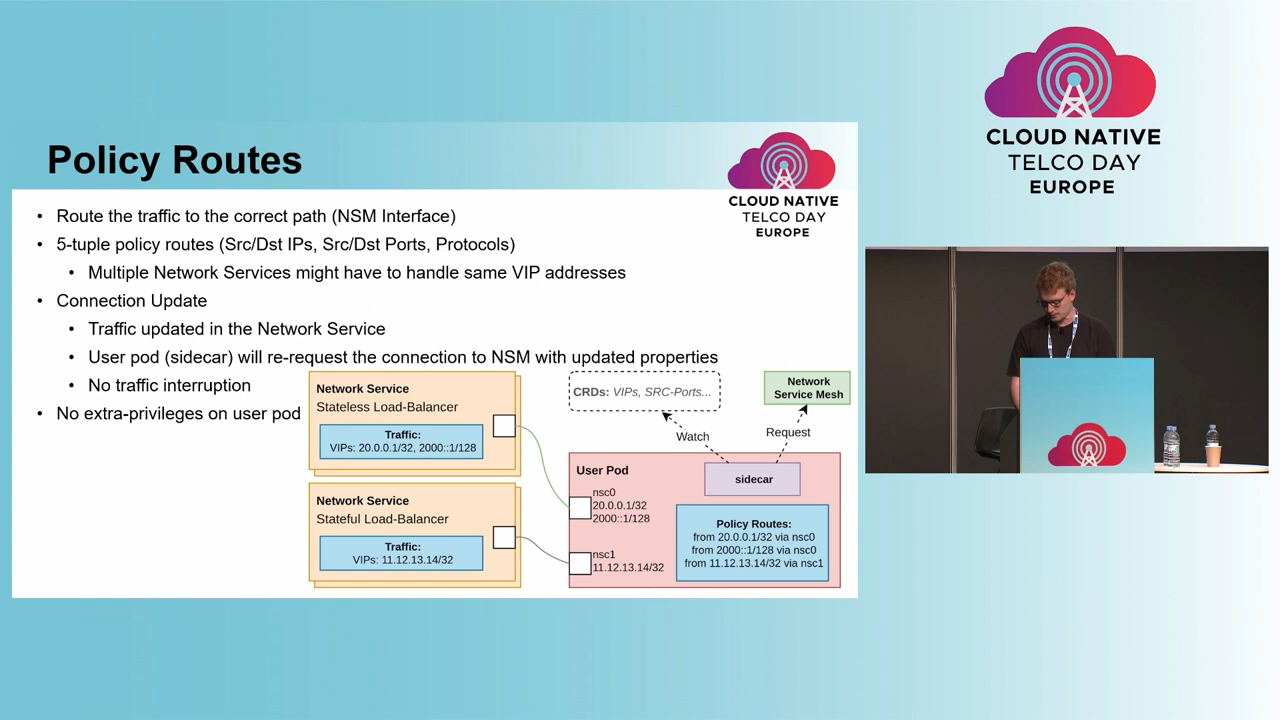 CLOUD NATIVE
TELCO DAY
EUROPE
Policy Routes
CLOUD NATIVE
TELCO DAY
EUROPE
• Route the traffic to the correct path (NSM Interface)
• 5-tuple policy routes (Src/Dst IPs, Src/Dst Ports, Protocols)
• Multiple Network Services might have to handle same VIP addresses
• Connection Update
• Traffic updated in the Network Service
• User pod (sidecar) will re-request the connection to NSM with updated properties
• No traffic interruption
• No extra-privileges on user pod
Network Service
Stateless Load-Balancer
Traffic:
VIPs: 20.0.0.1/32, 2000::1/128
Network Service
Stateful Load-Balancer
Traffic:
VIPs: 11.12.13.14/32
CRDs: VIPs, SRC-Ports...
Network
Service Mesh
Watch
Request
User Pod
sidecar
nsc0
20.0.0.1/32
2000::1/128
nsc1
11.12.13.14/32
Policy Routes:
from 20.0.0.1/32 via nsc0
from 2000::1/128 via nsc0
from 11.12.13.14/32 via nsc1